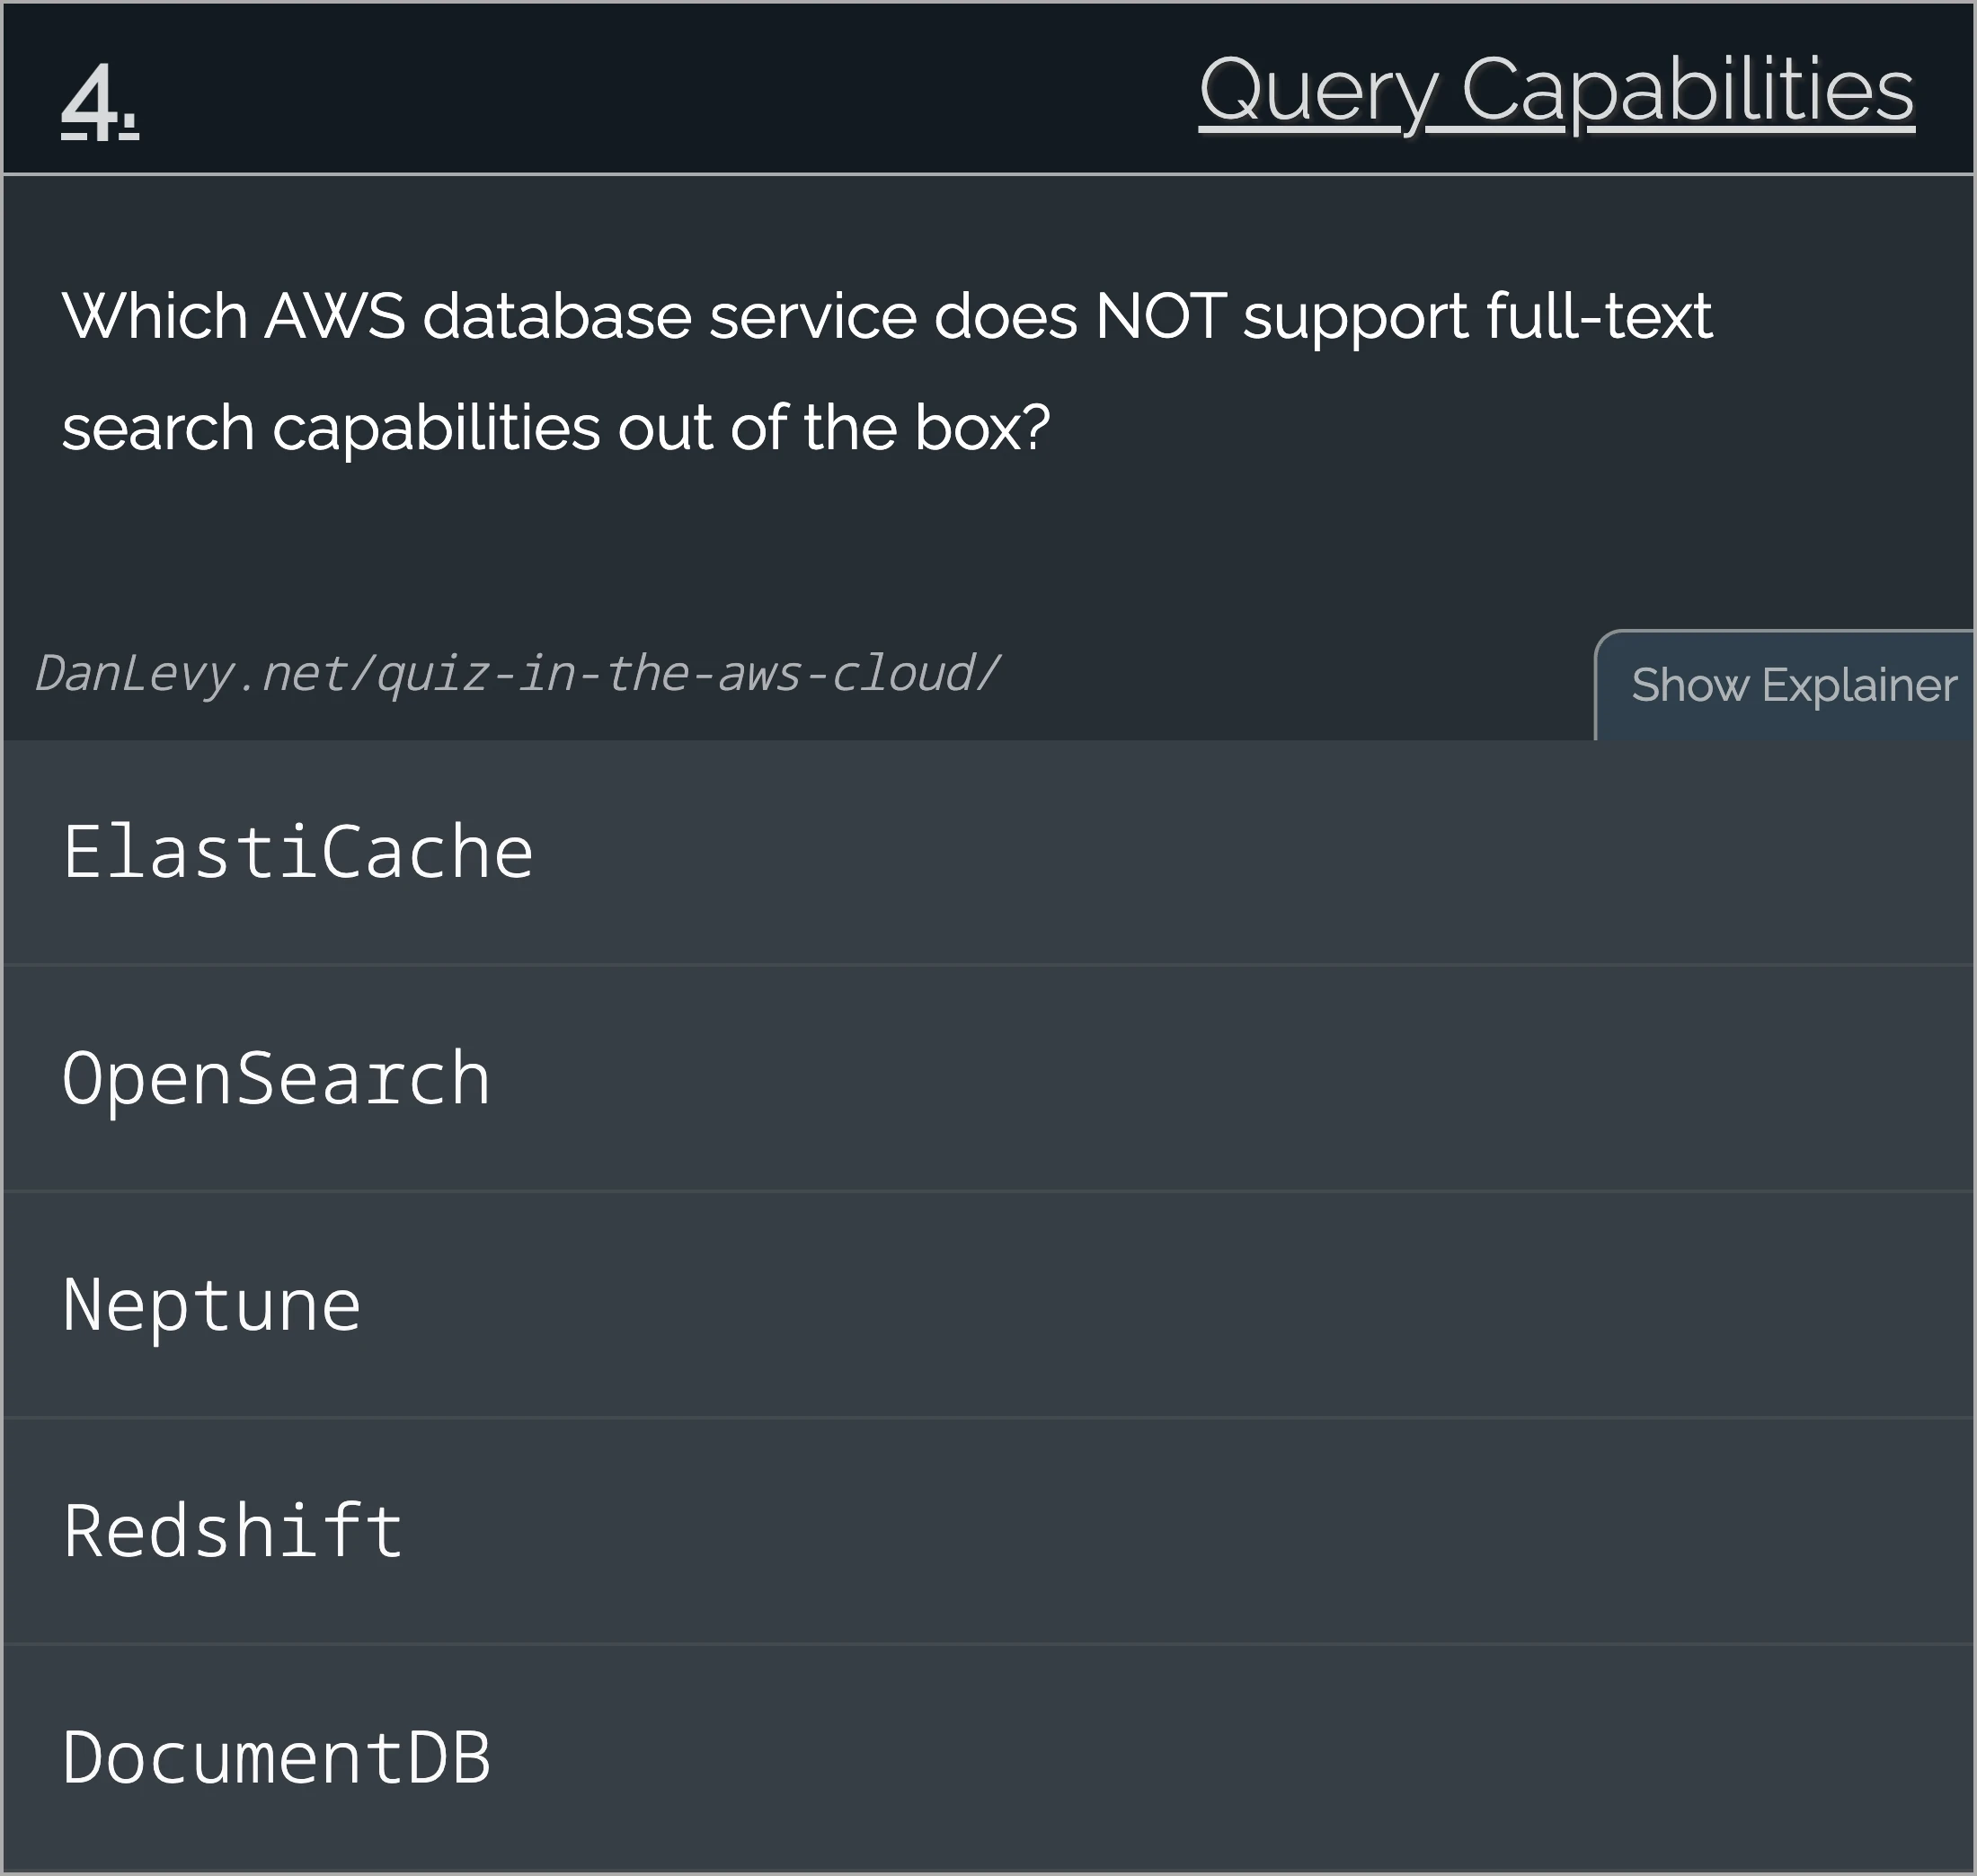 4.
Query Capabilities
Which AWS database service does NOT support full-text
search capabilities out of the box?
DanLevy.net/quiz-in-the-aws-cloud/
Show Explainer
ElastiCache
OpenSearch
Neptune
Redshift
DocumentDB